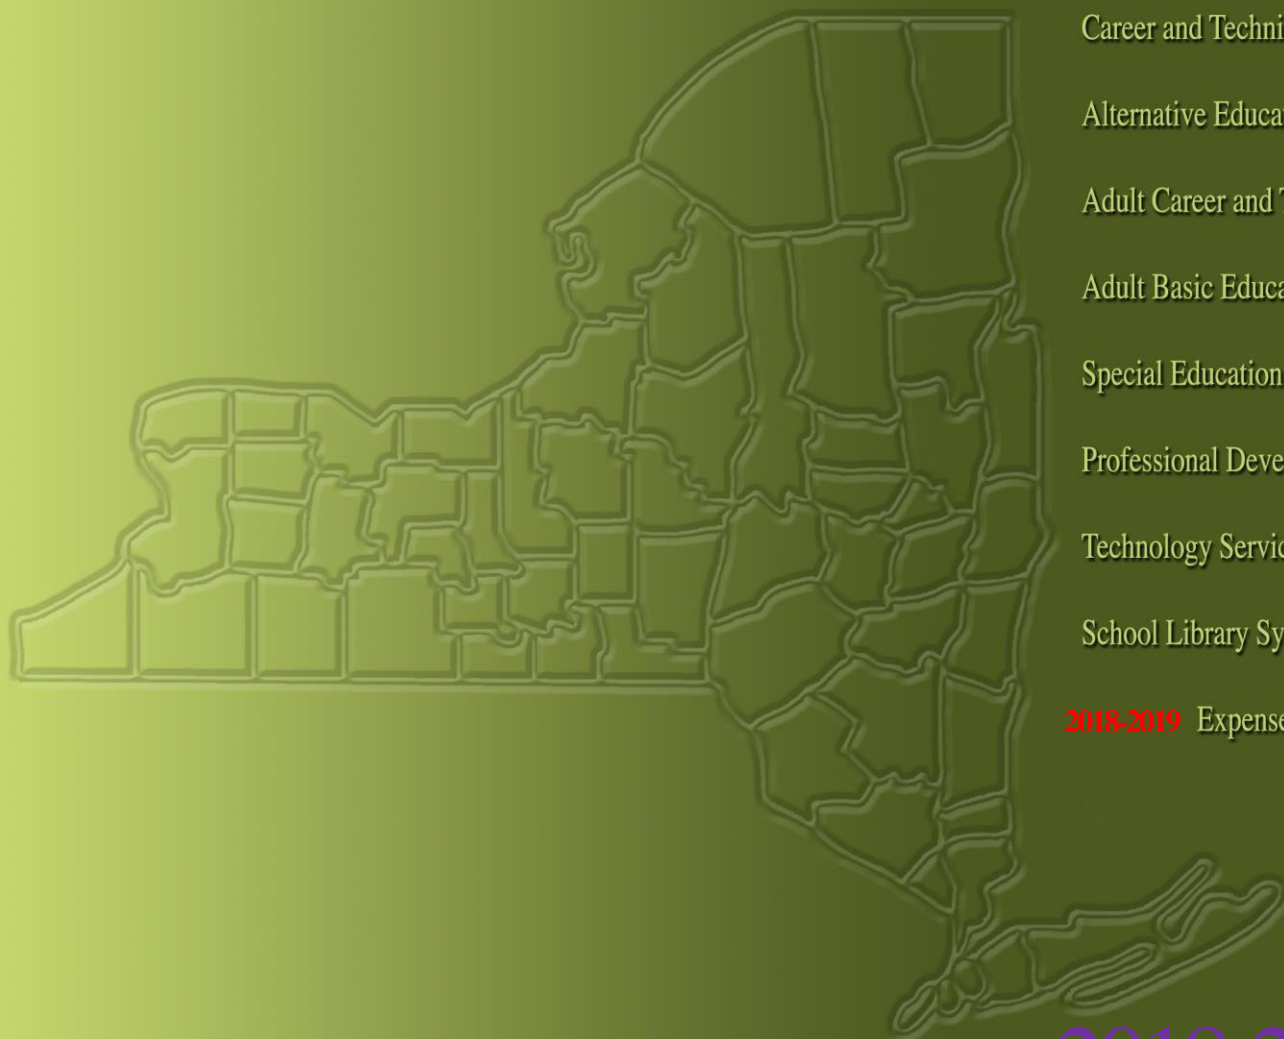 Career and Techni
Alternative Educa
Adult Career and
Adult Basic Educa
Special Education
Professional Deve
Technology Servic
School Library Sy
2018-2019 Expense